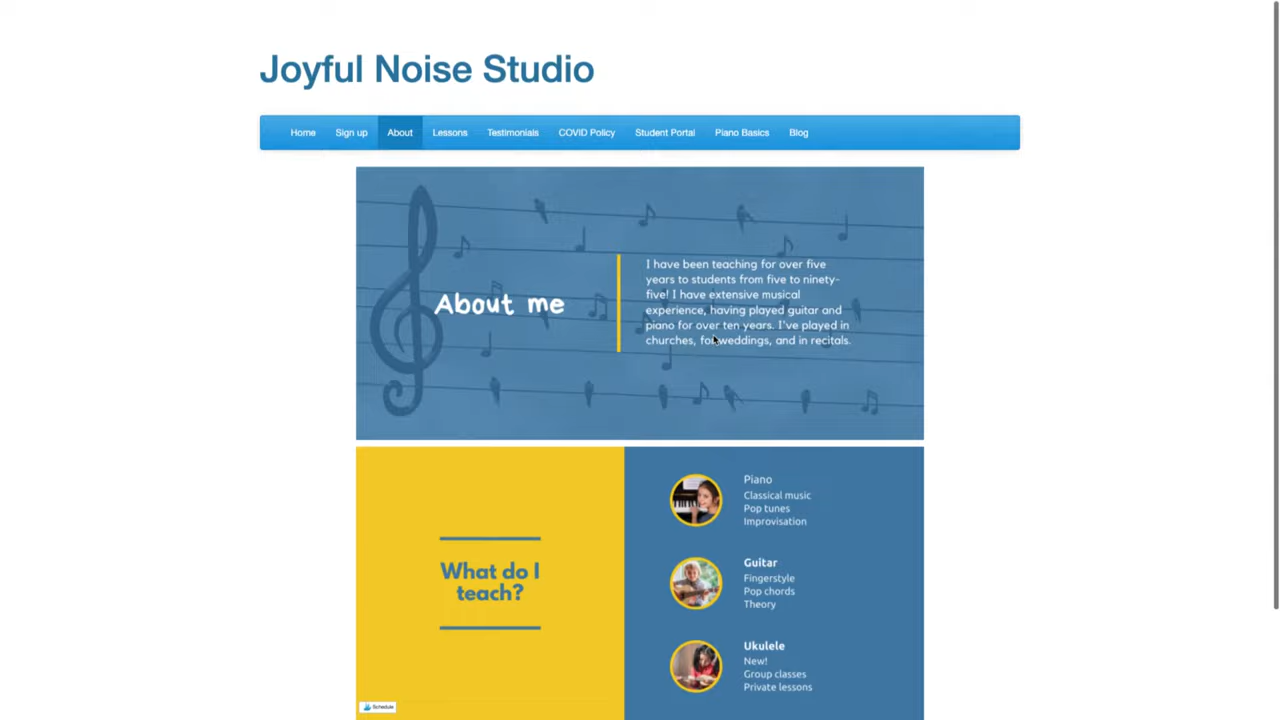 Joyful Noise Studio
Home Sign up About Lessons Testimonials COVID Policy Student Portal Piano Basics Blog
About me
I have been teaching for over five
years to students from five to ninety-
five! I have extensive musical
experience, having played guitar and
piano for over ten years. I've played in
churches, for weddings, and in recitals.
What do I
teach?
Piano
Classical music
Pop tunes
Improvisation
Guitar
Fingerstyle
Pop chords
Theory
Ukulele
New!
Group classes
Private lessons
Schedule